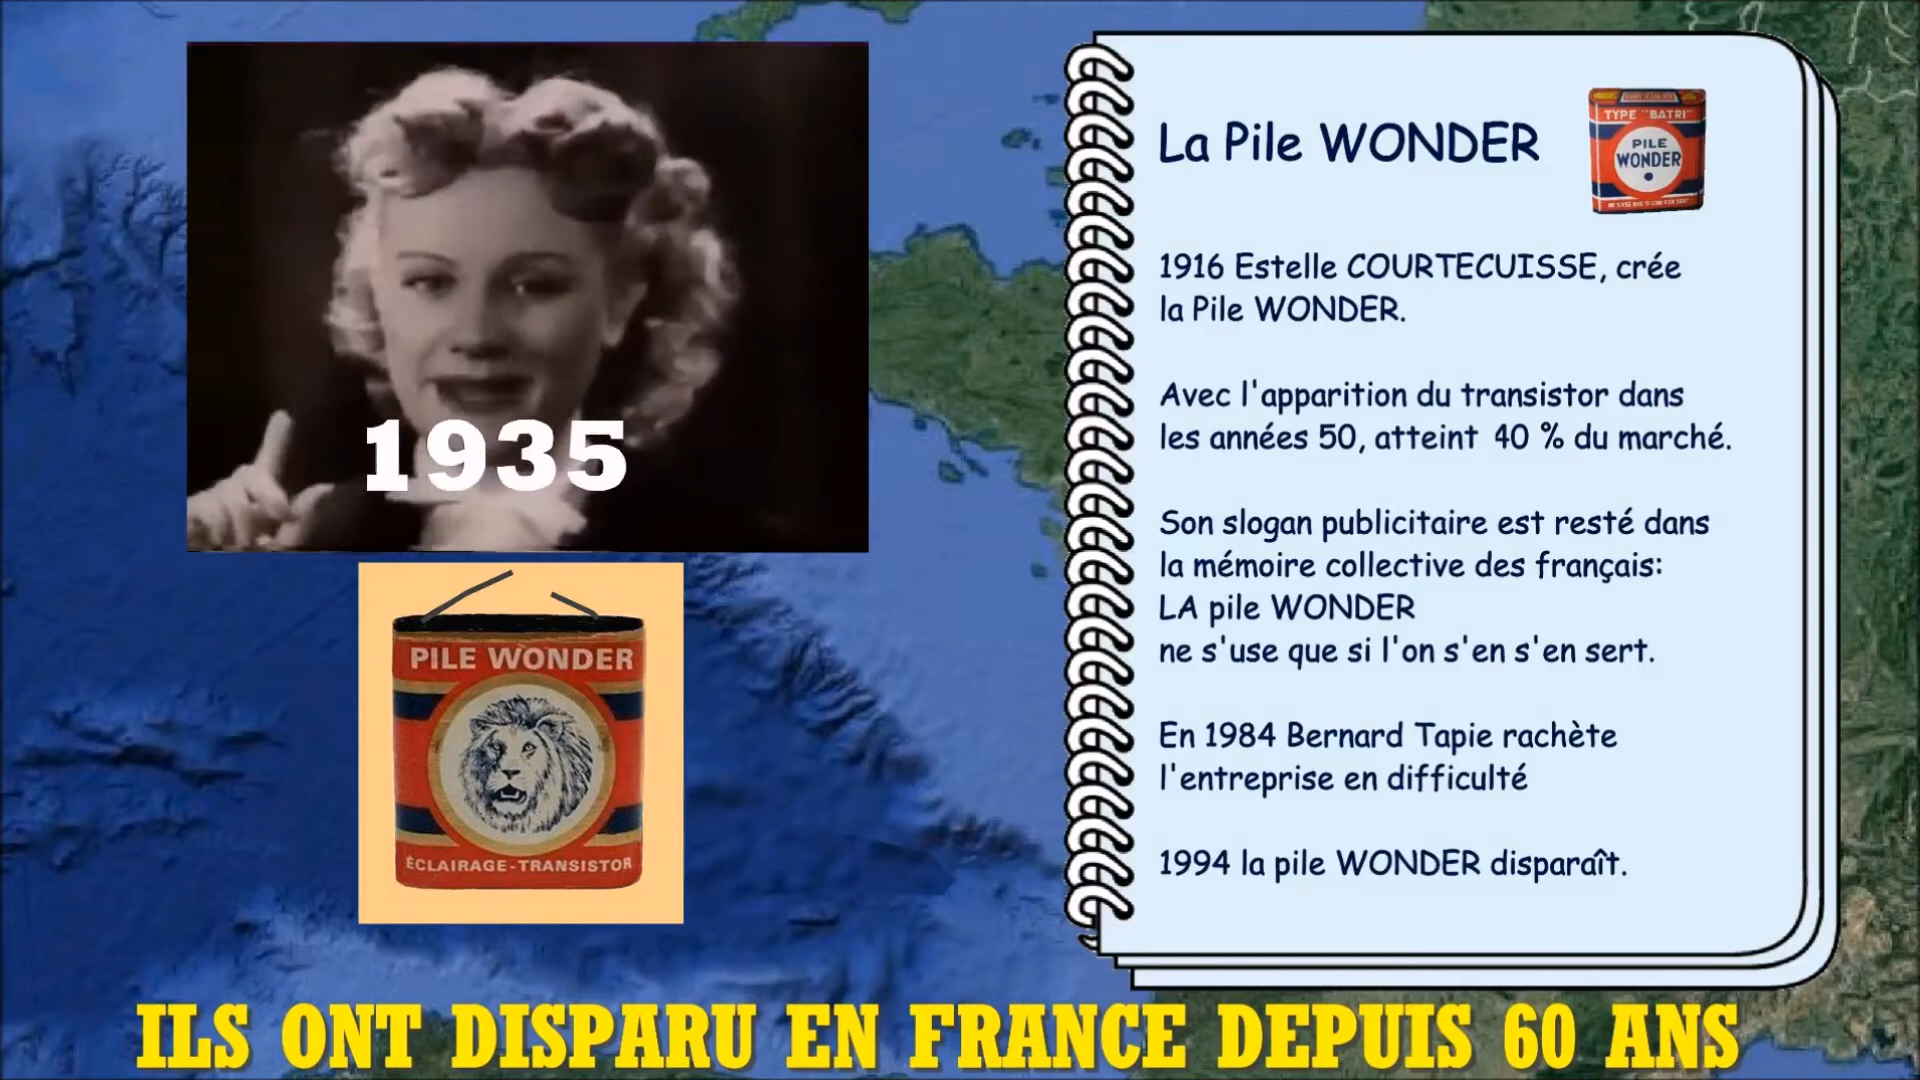 La Pile WONDER
TYPE "BATRI"
PILE
WONDER
1916 Estelle COURTECUISSE, crée
la Pile WONDER.
Avec l'apparition du transistor dans
les années 50, atteint 40 % du marché.
Son slogan publicitaire est resté dans
la mémoire collective des français:
LA pile WONDER
ne s'use que si l'on s'en s'en sert.
En 1984 Bernard Tapie rachète
l'entreprise en difficulté
1994 la pile WONDER disparaît.
1935
PILE WONDER
ÉCLAIRAGE-TRANSISTOR
ILS ONT DISPARU EN FRANCE DEPUIS 60 ANS